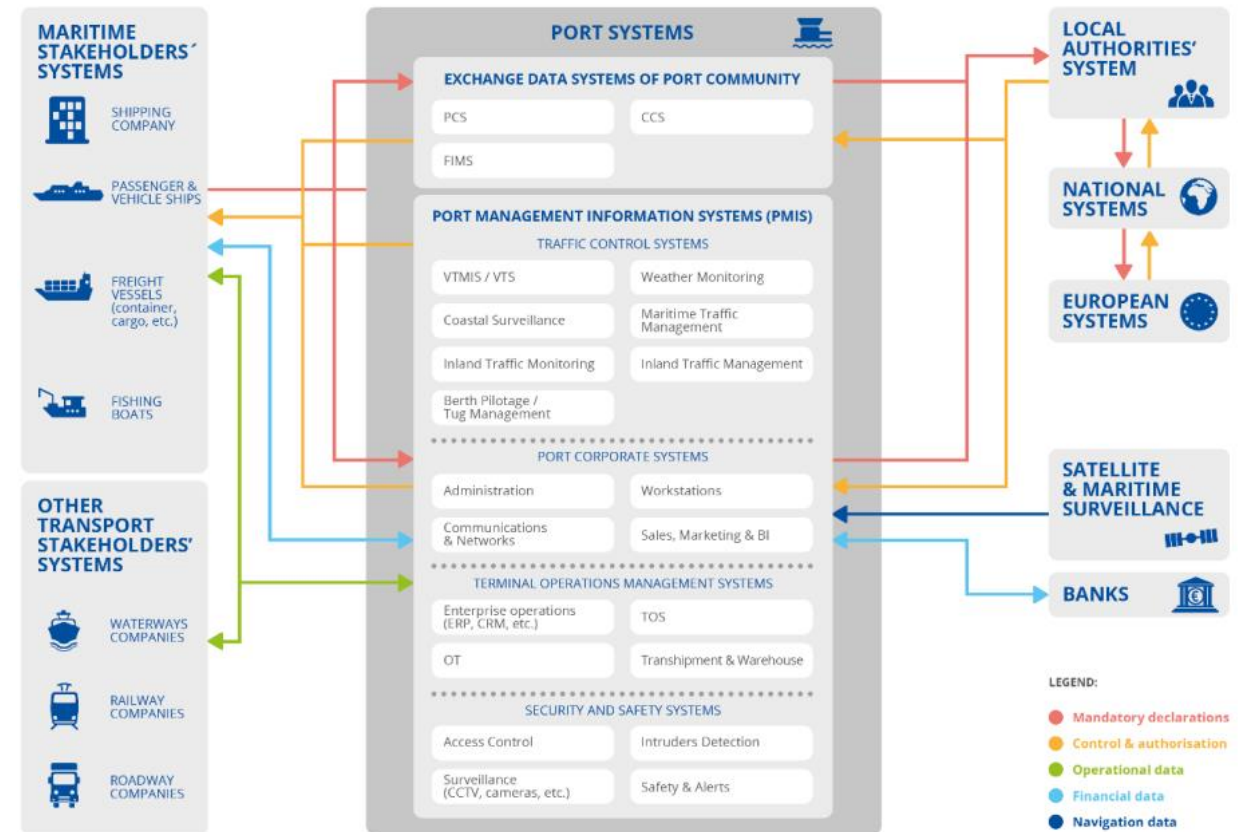 MARITIME
STAKEHOLDERS´
SYSTEMS
SHIPPING
COMPANY
PASSENGER &
VEHICLE SHIPS
FREIGHT
VESSELS
(container,
cargo, etc.)
FISHING
BOATS
OTHER
TRANSPORT
STAKEHOLDERS’
SYSTEMS
WATERWAYS
COMPANIES
RAILWAY
COMPANIES
ROADWAY
COMPANIES
PORT SYSTEMS
EXCHANGE DATA SYSTEMS OF PORT COMMUNITY
PCS
CCS
FIMS
PORT MANAGEMENT INFORMATION SYSTEMS (PMIS)
TRAFFIC CONTROL SYSTEMS
VTMIS / VTS
Weather Monitoring
Coastal Surveillance
Maritime Traffic
Management
Inland Traffic Monitoring
Inland Traffic Management
Berth Pilotage /
Tug Management
PORT CORPORATE SYSTEMS
Administration
Workstations
Communications
& Networks
Sales, Marketing & BI
TERMINAL OPERATIONS MANAGEMENT SYSTEMS
Enterprise operations
(ERP, CRM, etc.)
TOS
OT
Transhipment & Warehouse
SECURITY AND SAFETY SYSTEMS
Access Control
Intruders Detection
Surveillance
(CCTV, cameras, etc.)
Safety & Alerts
LOCAL
AUTHORITIES’
SYSTEM
NATIONAL
SYSTEMS
EUROPEAN
SYSTEMS
SATELLITE
& MARITIME
SURVEILLANCE
BANKS
€
LEGEND:
Mandatory declarations
Control & authorisation
Operational data
Financial data
Navigation data